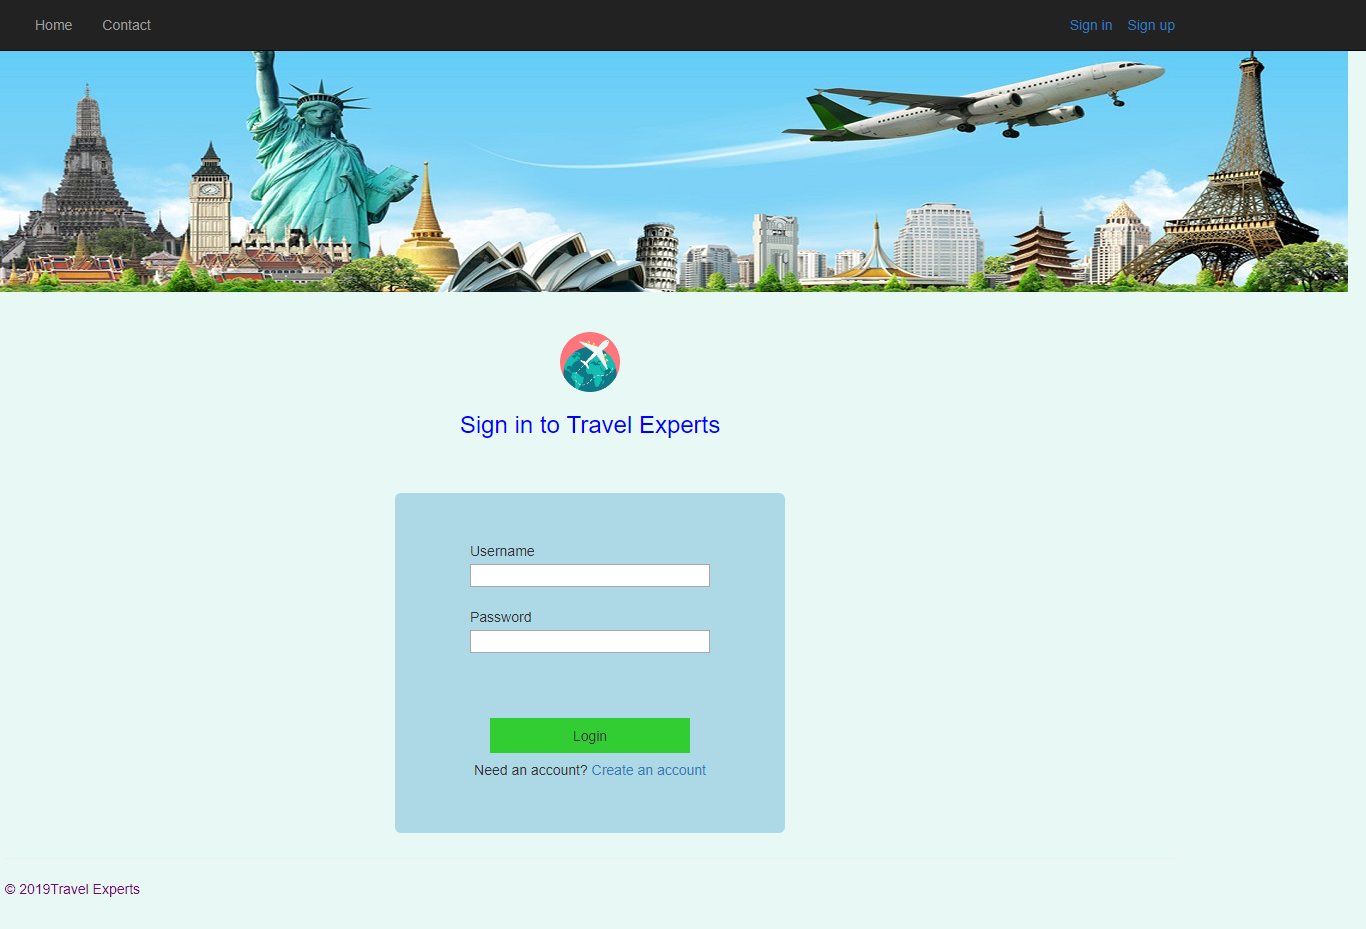 Home Contact Sign in Sign up
Sign in to Travel Experts
Username
Password
Login
Need an account? Create an account
© 2019Travel Experts